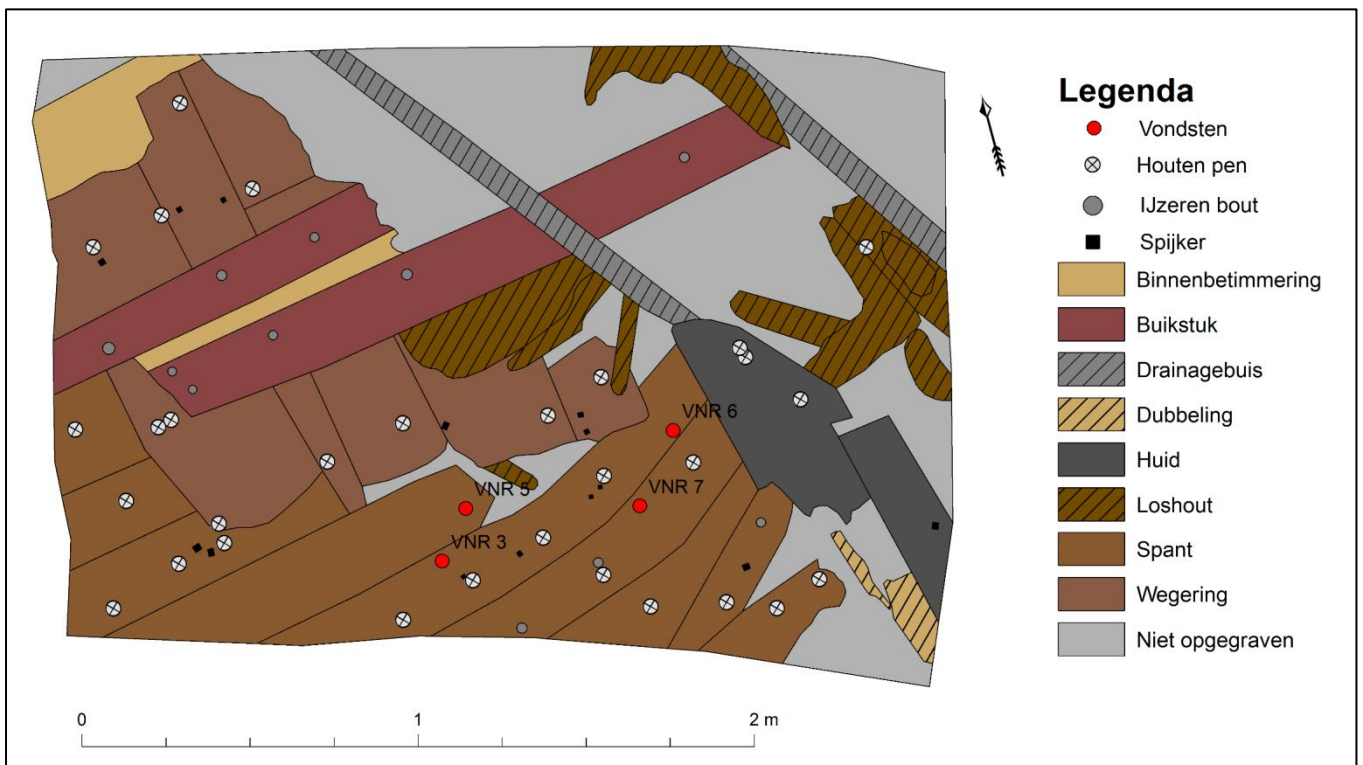 VNR 6
VNR 5
VNR 7
VNR 3
0
1
2 m
Legenda
Vondsten
Houten pen
IJzeren bout
Spijker
Binnenbetimmering
Buikstuk
Drainagebuis
Dubbeling
Huid
Loshout
Spant
Wegering
Niet opgegraven